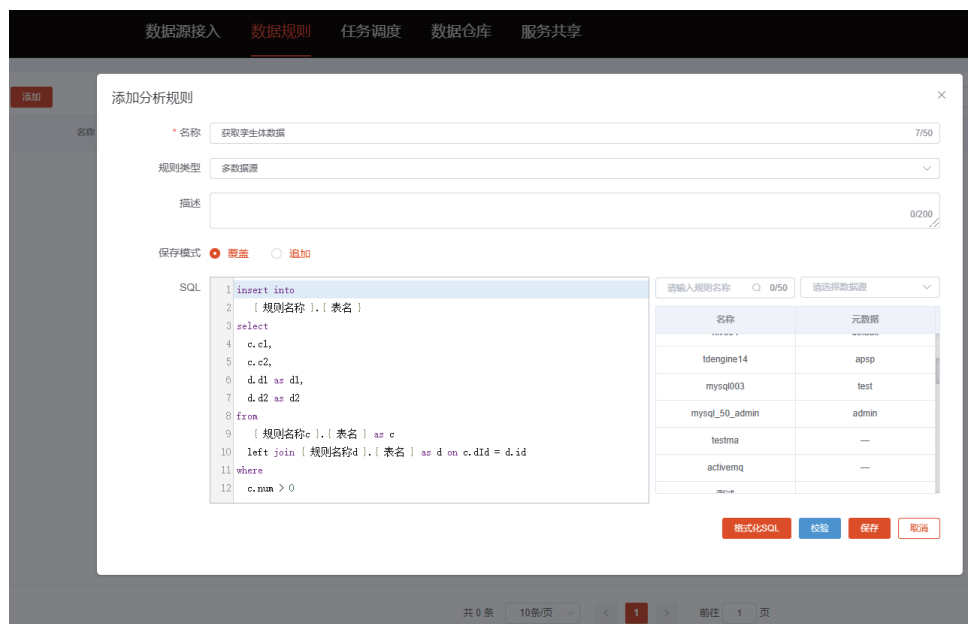 数据源接入 数据规则 任务调度 数据仓库 服务共享
添加
名称
添加分析规则
* 名称 获取孪生体数据 7/50
规则类型 多数据源
描述
0/200
保存模式 覆盖 追加
SQL
请输入规则名称 0/50 请选择数据源
名称 元数据
1 insert into
2 [ 规则名称 ].[ 表名 ]
3 select
4 c.c1,
5 c.c2,
6 d.d1 as d1,
7 d.d2 as d2
8 from
9 [ 规则名称c ].[ 表名 ] as c
10 left join [ 规则名称d ].[ 表名 ] as d on c.dId = d.id
11 where
12 c.num > 0
tdengine14 apsp
mysql003 test
mysql_50_admin admin
testma —
activemq —
格式化SQL 校验 保存 取消
共 0 条 10条/页 < 1 > 前往 1 页